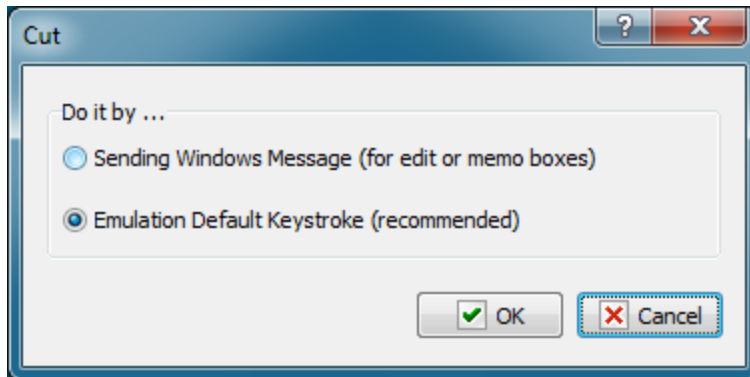 Cut
?
Do it by ...
Sending Windows Message (for edit or memo boxes)
Emulation Default Keystroke (recommended)
OK
Cancel